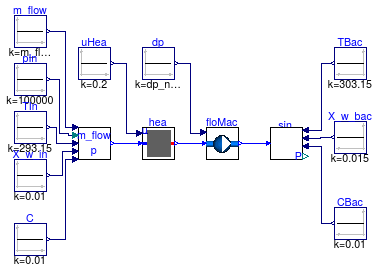 m_flow
k=m_fl...
pIn
k=100000
TIn
k=293.15
X_w_in
k=0.01
C
k=0.01
uHea
k=0.2
dp
k=dp_n...
m_flow
p
hea
floMac
sin
P
TBac
k=303.15
X_w_bac
k=0.015
CBac
k=0.01